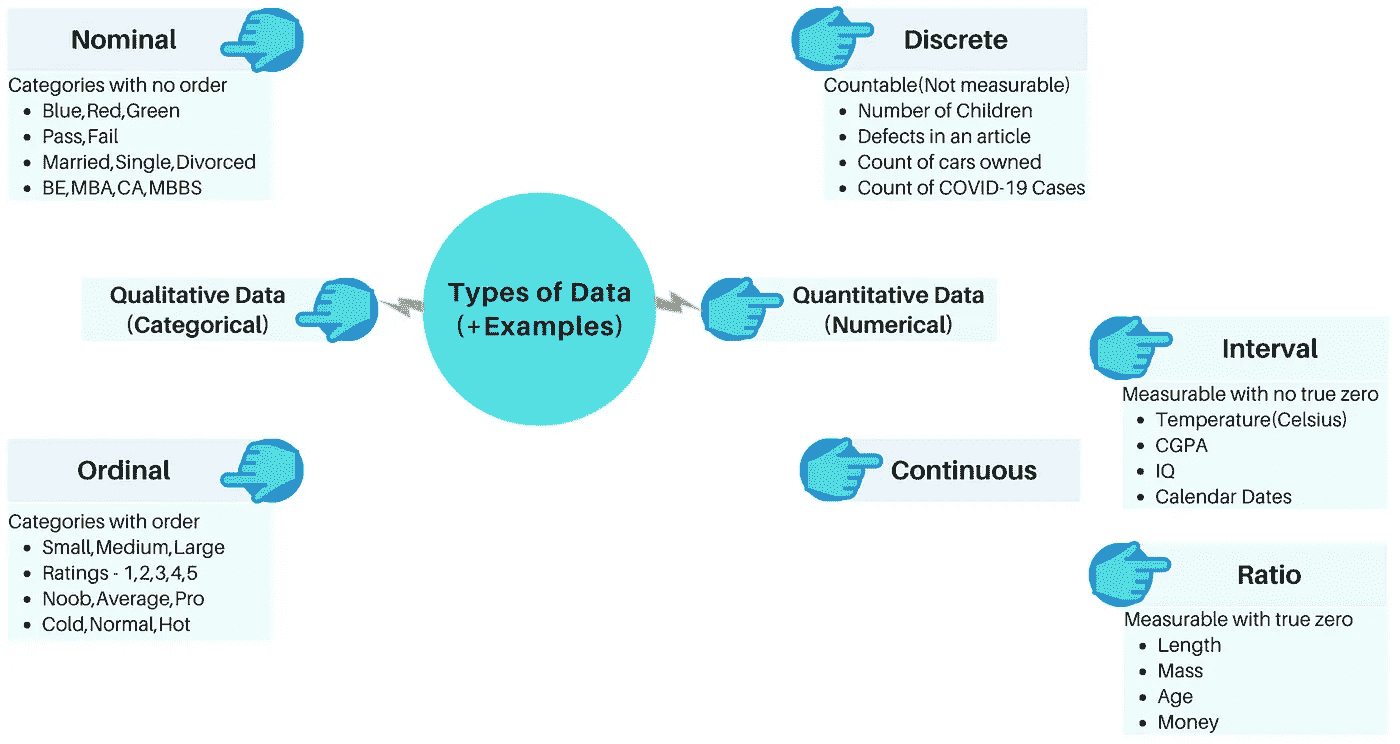 Types of Data
(+Examples)
Qualitative Data
(Categorical)
Nominal
Categories with no order
• Blue,Red,Green
• Pass,Fail
• Married,Single,Divorced
• BE,MBA,CA,MBBS
Ordinal
Categories with order
• Small,Medium,Large
• Ratings - 1,2,3,4,5
• Noob,Average,Pro
• Cold,Normal,Hot
Quantitative Data
(Numerical)
Discrete
Countable(Not measurable)
• Number of Children
• Defects in an article
• Count of cars owned
• Count of COVID-19 Cases
Continuous
Interval
Measurable with no true zero
• Temperature(Celsius)
• CGPA
• IQ
• Calendar Dates
Ratio
Measurable with true zero
• Length
• Mass
• Age
• Money